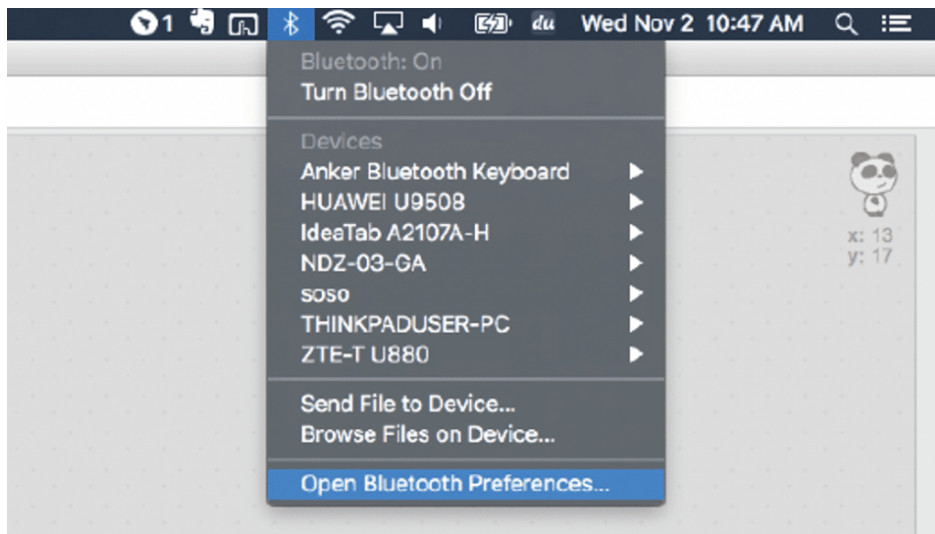 1 du Wed Nov 2 10:47 AM
Bluetooth: On
Turn Bluetooth Off
Devices
Anker Bluetooth Keyboard
HUAWEI U9508
IdeaTab A2107A-H
NDZ-03-GA
soso
THINKPADUSER-PC
ZTE-T U880
Send File to Device...
Browse Files on Device...
Open Bluetooth Preferences...
x: 13
y: 17